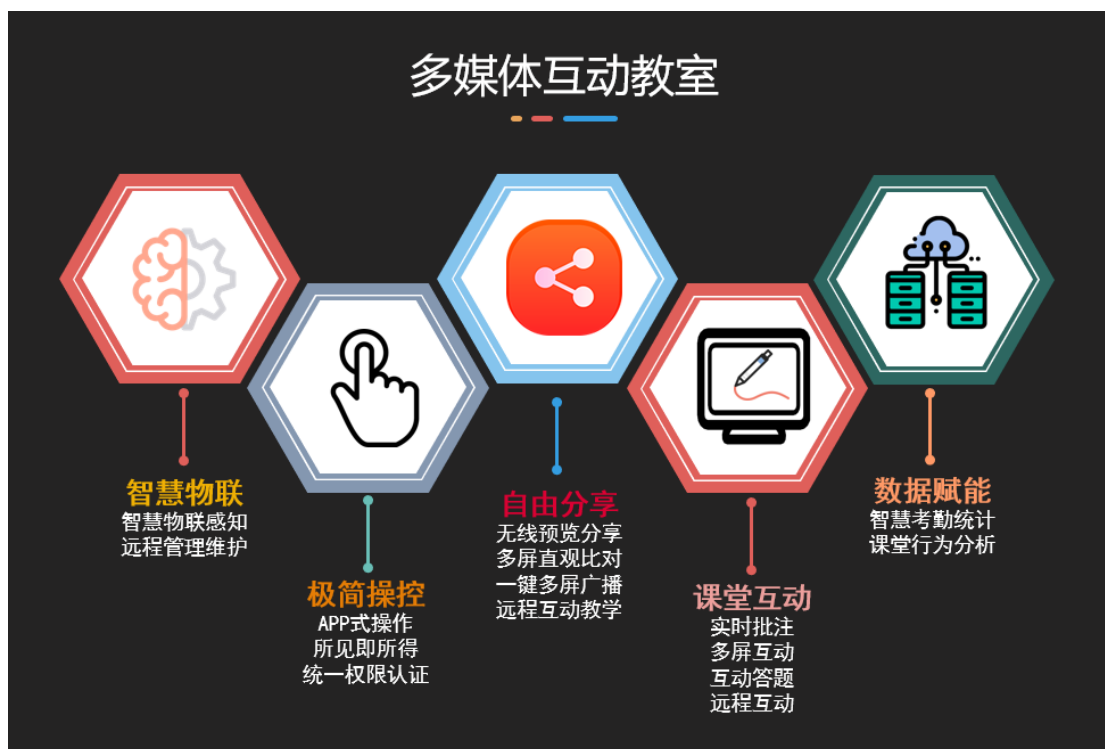 多媒体互动教室
智慧物联
智慧物联感知
远程管理维护
极简操控
APP式操作
所见即所得
统一权限认证
自由分享
无线预览分享
多屏直观比对
一键多屏广播
远程互动教学
课堂互动
实时批注
多屏互动
互动答题
远程互动
数据赋能
智慧考勤统计
课堂行为分析